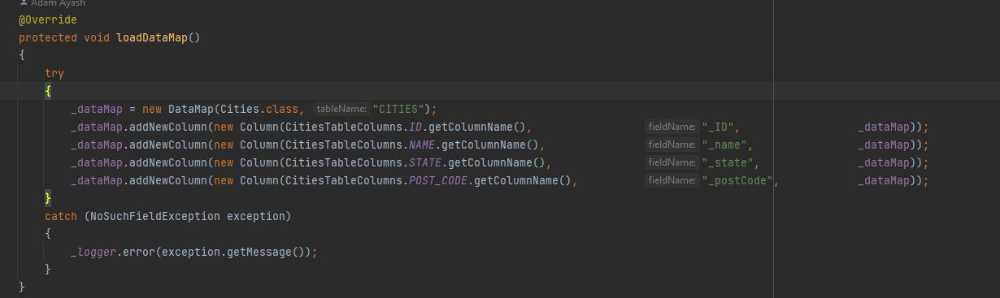 Adam Ayash
@Override
protected void loadDataMap()
{
try
{
_dataMap = new DataMap(Cities.class, tableName: "CITIES");
_dataMap.addNewColumn(new Column(CitiesTableColumns.ID.getColumnName(), fieldName: "_ID", _dataMap));
_dataMap.addNewColumn(new Column(CitiesTableColumns.NAME.getColumnName(), fieldName: "_name", _dataMap));
_dataMap.addNewColumn(new Column(CitiesTableColumns.STATE.getColumnName(), fieldName: "_state", _dataMap));
_dataMap.addNewColumn(new Column(CitiesTableColumns.POST_CODE.getColumnName(), fieldName: "_postCode", _dataMap));
}
catch (NoSuchFieldException exception)
{
_logger.error(exception.getMessage());
}
}